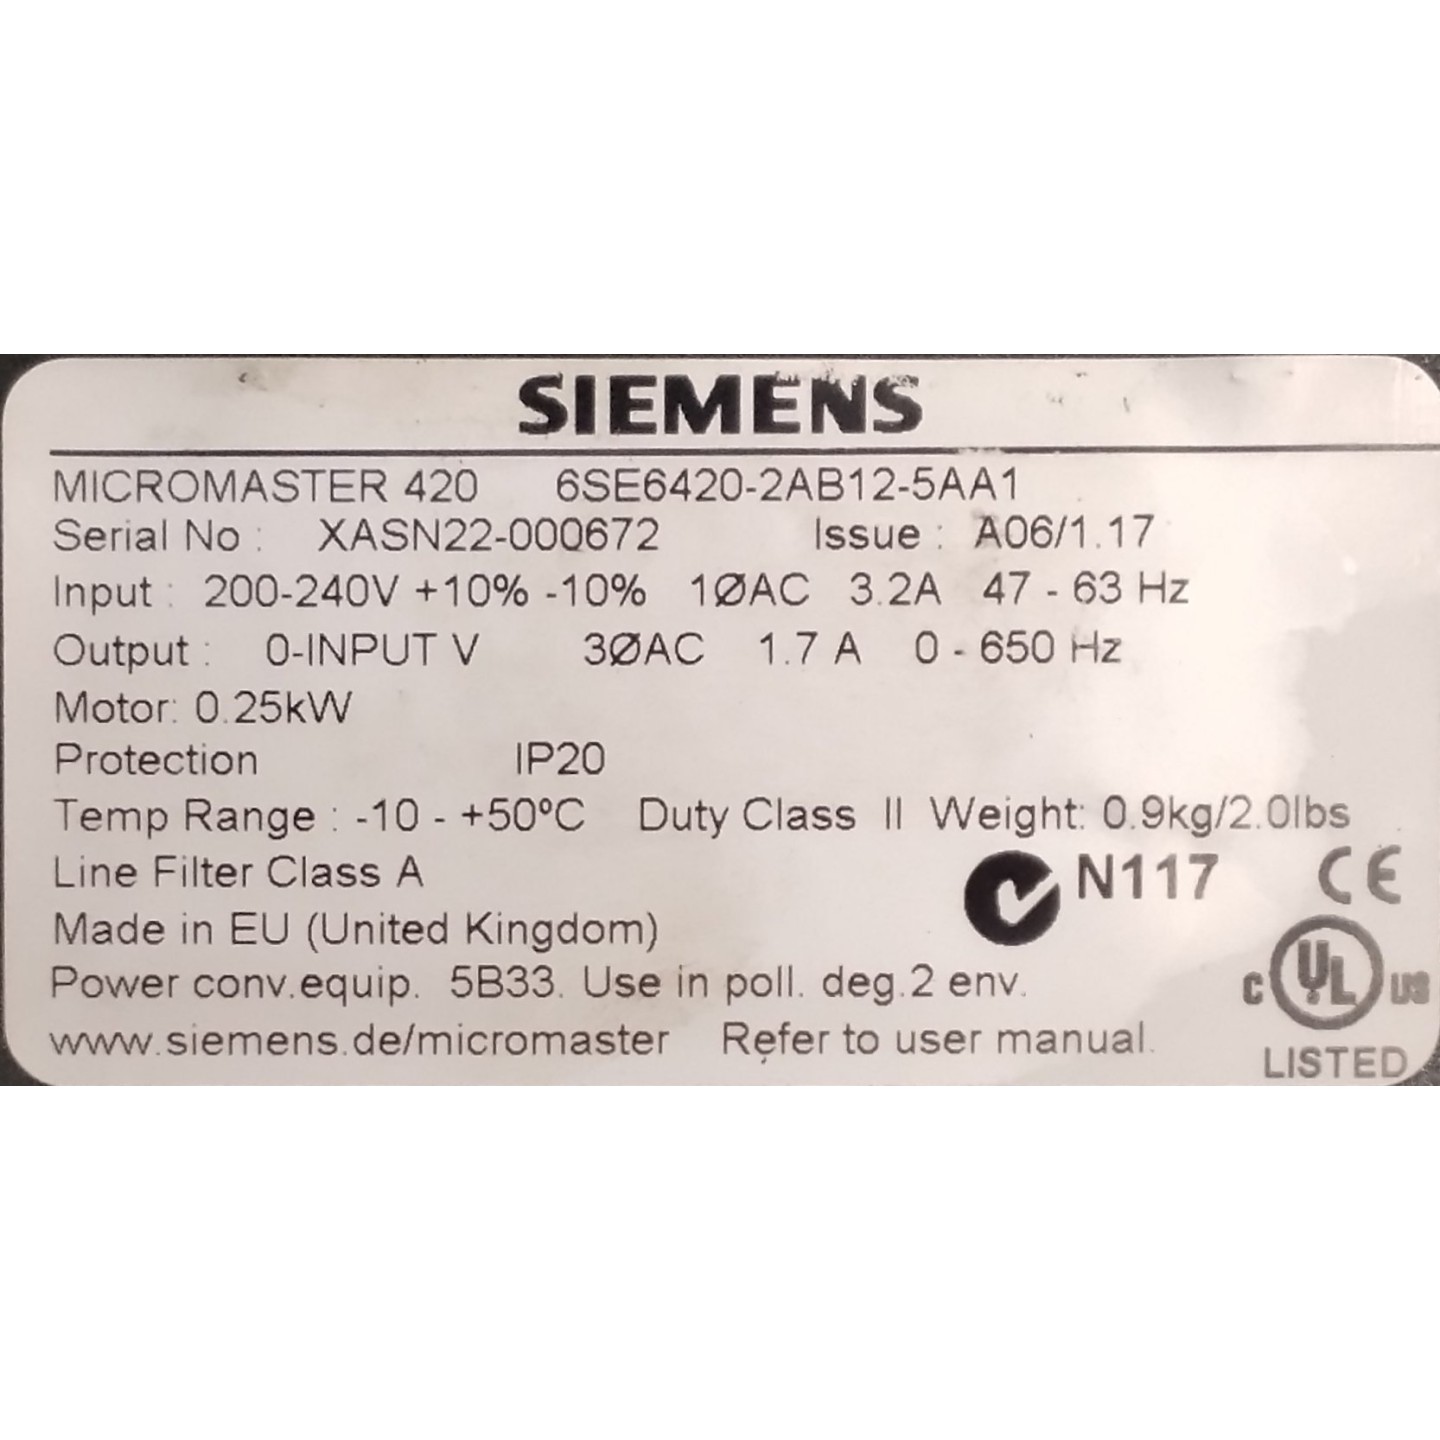 SIEMENS
MICROMASTER 420 6SE6420-2AB12-5AA1
Serial No : XASN22-000672 Issue : A06/1.17
Input : 200-240V +10% -10% 1ØAC 3.2A 47 - 63 Hz
Output : 0-INPUT V 3ØAC 1.7 A 0 - 650 Hz
Motor: 0.25kW
Protection IP20
Temp Range : -10 - +50ºC Duty Class II Weight: 0.9kg/2.0lbs
Line Filter Class A N117 CE
Made in EU (United Kingdom)
Power conv.equip. 5B33. Use in poll. deg.2 env. C UL US
www.siemens.de/micromaster Refer to user manual.
LISTED